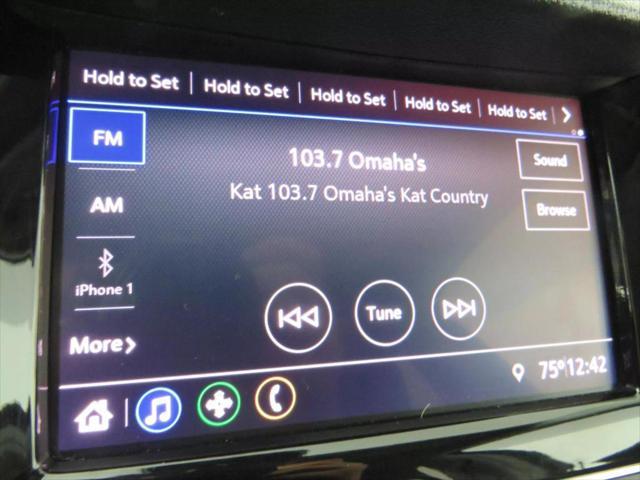 Hold to Set Hold to Set Hold to Set Hold to Set Hold to Set
FM
103.7 Omaha's
Sound
Kat 103.7 Omaha's Kat Country
AM
Browse
iPhone 1
Tune
More
75° 12:42